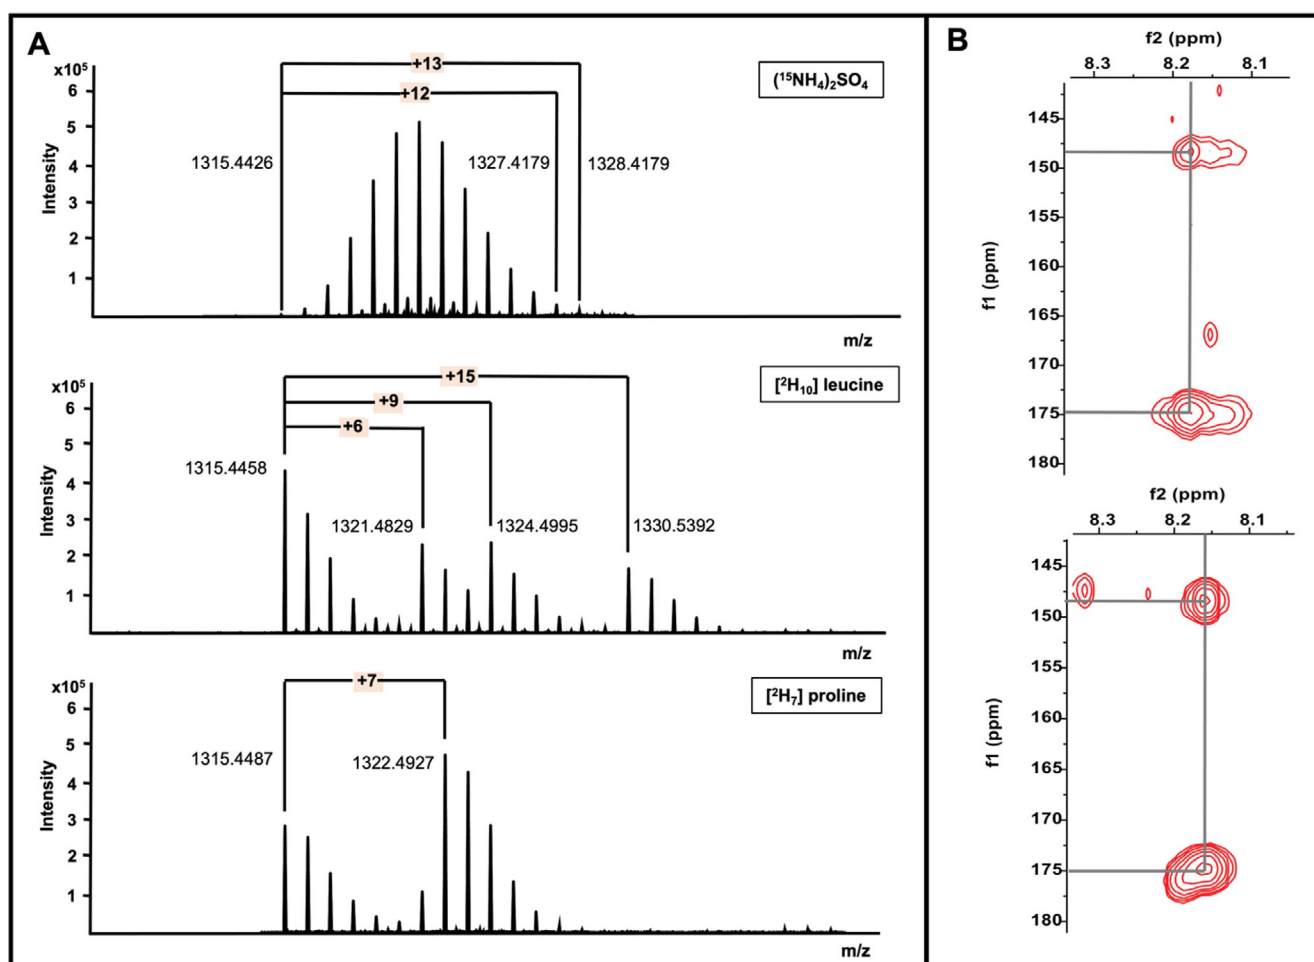 A
x10⁵
6
5
4
3
2
1
Intensity
+13
+12
1315.4426
1327.4179
1328.4179
(¹⁵NH₄)₂SO₄
m/z
x10⁵
6
5
4
3
2
1
Intensity
+15
+9
+6
1315.4458
1321.4829
1324.4995
1330.5392
[²H₁₀] leucine
m/z
x10⁵
6
5
4
3
2
1
Intensity
+7
1315.4487
1322.4927
[²H₇] proline
m/z
B
f2 (ppm)
8.3 8.2 8.1
145
150
155
160
165
170
175
180
f1 (ppm)
f2 (ppm)
8.3 8.2 8.1
145
150
155
160
165
170
175
180
f1 (ppm)